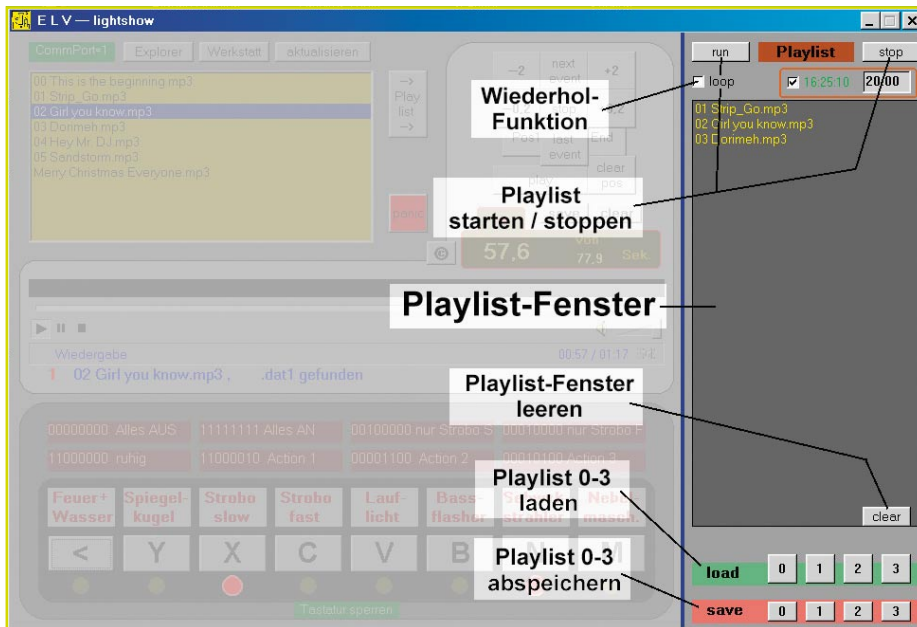 E L V — lightshow
CommPort=1 Explorer Werkstatt aktualisieren
00 This is the beginning.mp3
01 Strip_Go.mp3
02 Girl you know.mp3
03 Dorimeh.mp3
04 Hey Mr. DJ.mp3
05 Sandstorm.mp3
Merry Christmas Everyone.mp3
-->
Play
list
-->
panic
−2 next event +2
Pos1 last event End
play clear pos
save clear
©
57,6 von 77,9 Sek.
Wiedergabe 00:57 / 01:17
1 02 Girl you know.mp3 , .dat1 gefunden
00000000 Alles AUS 11111111 Alles AN 00100000 nur Strobo S 00010000 nur Strobo F
11000000 ruhig 11000010 Action 1 00001100 Action 2 00010100 Action 3
Feuer+ Wasser
Spiegel- kugel
Strobo slow
Strobo fast
Lauf- licht
Bass- flasher
Nebel- masch.
< Y X C V B N M
Tastatur sperren
run Playlist stop
loop 16:25:10 20:00
01 Strip_Go.mp3
02 Girl you know.mp3
03 Dorimeh.mp3
clear
load 0 1 2 3
save 0 1 2 3
Wiederhol-
Funktion
Playlist
starten / stoppen
Playlist-Fenster
Playlist-Fenster
leeren
Playlist 0-3
laden
Playlist 0-3
abspeichern